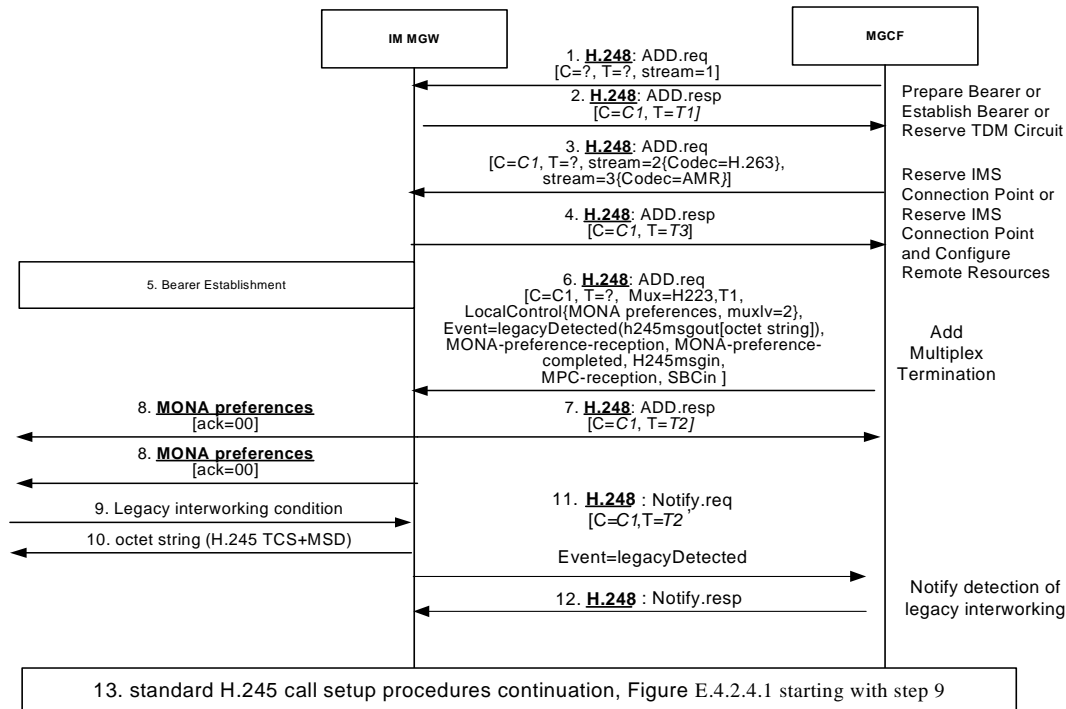 IM MGW
MGCF
1. H.248: ADD.req
[C=?, T=?, stream=1]
2. H.248: ADD.resp
[C=C1, T=T1]
Prepare Bearer or
Establish Bearer or
Reserve TDM Circuit
3. H.248: ADD.req
[C=C1, T=?, stream=2{Codec=H.263},
stream=3{Codec=AMR}]
4. H.248: ADD.resp
[C=C1, T=T3]
Reserve IMS
Connection Point or
Reserve IMS
Connection Point
and Configure
Remote Resources
5. Bearer Establishment
6. H.248: ADD.req
[C=C1, T=?, Mux=H223,T1,
LocalControl{MONA preferences, muxlv=2},
Event=legacyDetected(h245msgout[octet string]),
MONA-preference-reception, MONA-preference-
completed, H245msgin,
MPC-reception, SBCin ]
Add
Multiplex
Termination
8. MONA preferences
[ack=00]
7. H.248: ADD.resp
[C=C1, T=T2]
8. MONA preferences
[ack=00]
9. Legacy interworking condition
10. octet string (H.245 TCS+MSD)
11. H.248 : Notify.req
[C=C1,T=T2 ,
Event=legacyDetected
12. H.248 : Notify.resp
Notify detection of
legacy interworking
13. standard H.245 call setup procedures continuation, Figure E.4.2.4.1 starting with step 9